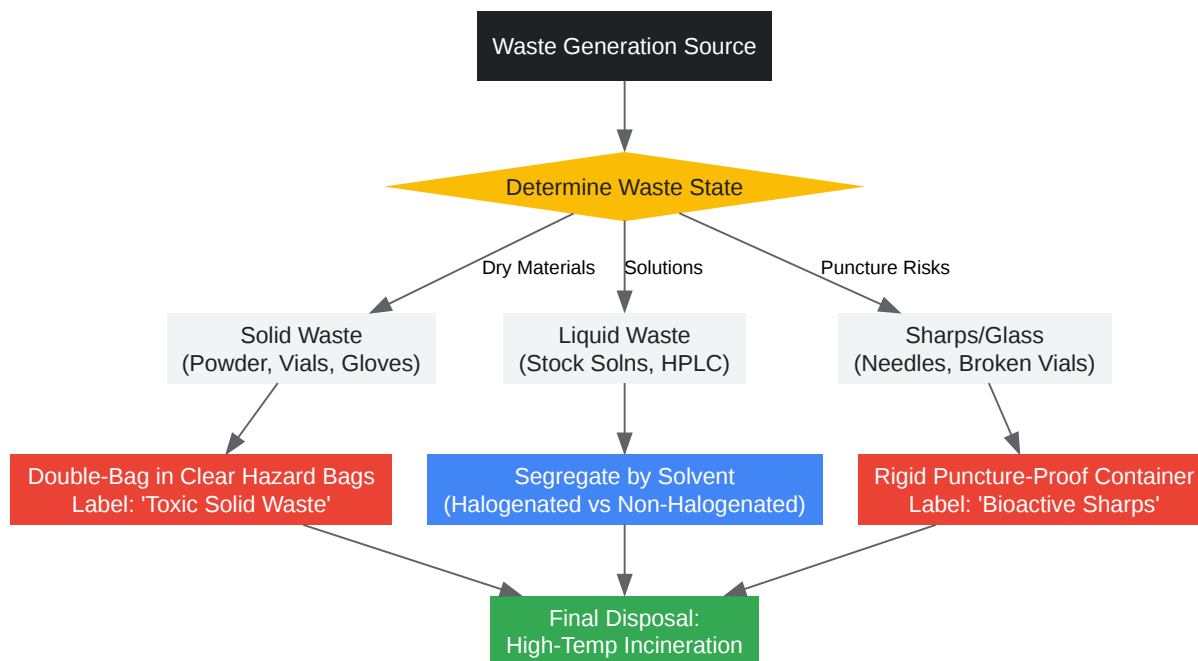 Waste Generation Source
Determine Waste State
Dry Materials
Solutions
Puncture Risks
Solid Waste
(Powder, Vials, Gloves)
Liquid Waste
(Stock Solns, HPLC)
Sharps/Glass
(Needles, Broken Vials)
Double-Bag in Clear Hazard Bags
Label: 'Toxic Solid Waste'
Segregate by Solvent
(Halogenated vs Non-Halogenated)
Rigid Puncture-Proof Container
Label: 'Bioactive Sharps'
Final Disposal:
High-Temp Incineration